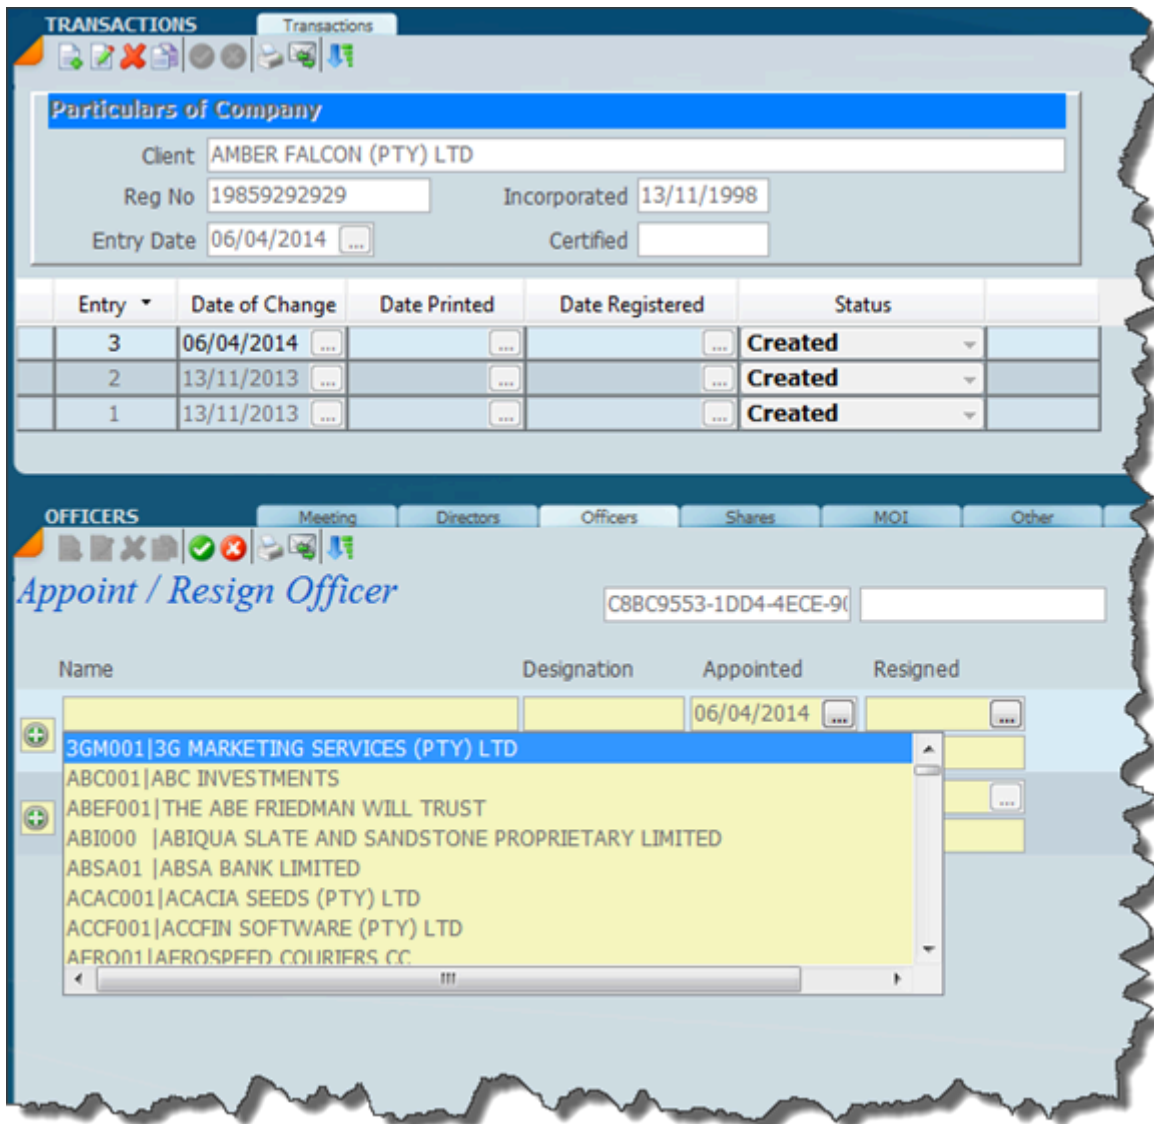 TRANSACTIONS Transactions
Particulars of Company
Client AMBER FALCON (PTY) LTD
Reg No 19859292929 Incorporated 13/11/1998
Entry Date 06/04/2014 ... Certified
Entry Date of Change Date Printed Date Registered Status
3 06/04/2014 ... ... ... Created
2 13/11/2013 ... ... ... Created
1 13/11/2013 ... ... ... Created
OFFICERS Meeting Directors Officers Shares MOI Other
Appoint / Resign Officer
C8BC9553-1DD4-4ECE-9(
Name Designation Appointed Resigned
06/04/2014 ... ...
3GM001|3G MARKETING SERVICES (PTY) LTD
ABC001|ABC INVESTMENTS
ABEF001|THE ABE FRIEDMAN WILL TRUST
...
ABI000 |ABIQUA SLATE AND SANDSTONE PROPRIETARY LIMITED
ABSA01 |ABSA BANK LIMITED
ACAC001|ACACIA SEEDS (PTY) LTD
ACCF001|ACCFIN SOFTWARE (PTY) LTD
AERO01|AEROSPEED COURIERS CC